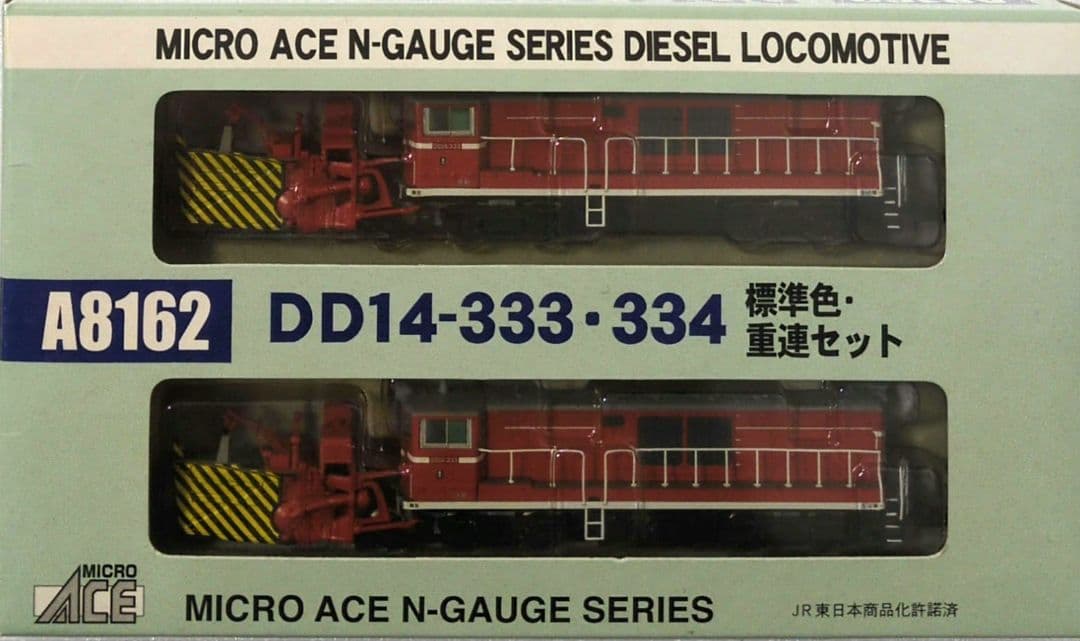 MICRO ACE N-GAUGE SERIES DIESEL LOCOMOTIVE
A8162
DD14-333・334
標準色・
重連セット
MICRO
ACE
MICRO ACE N-GAUGE SERIES
JR東日本商品化許諾済